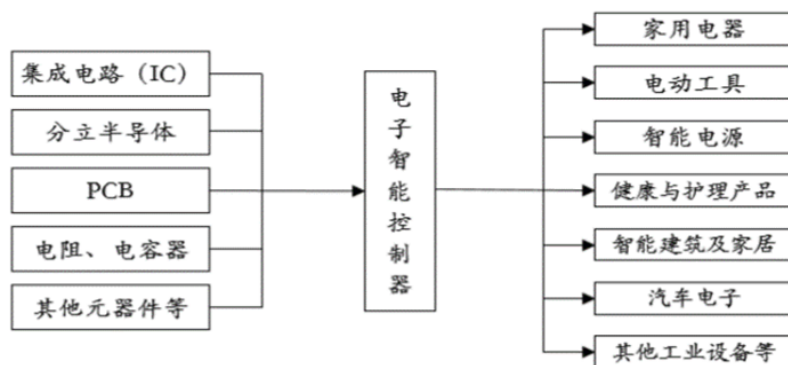 集成电路（IC）
分立半导体
PCB
电阻、电容器
其他元器件等
电子智能控制器
家用电器
电动工具
智能电源
健康与护理产品
智能建筑及家居
汽车电子
其他工业设备等